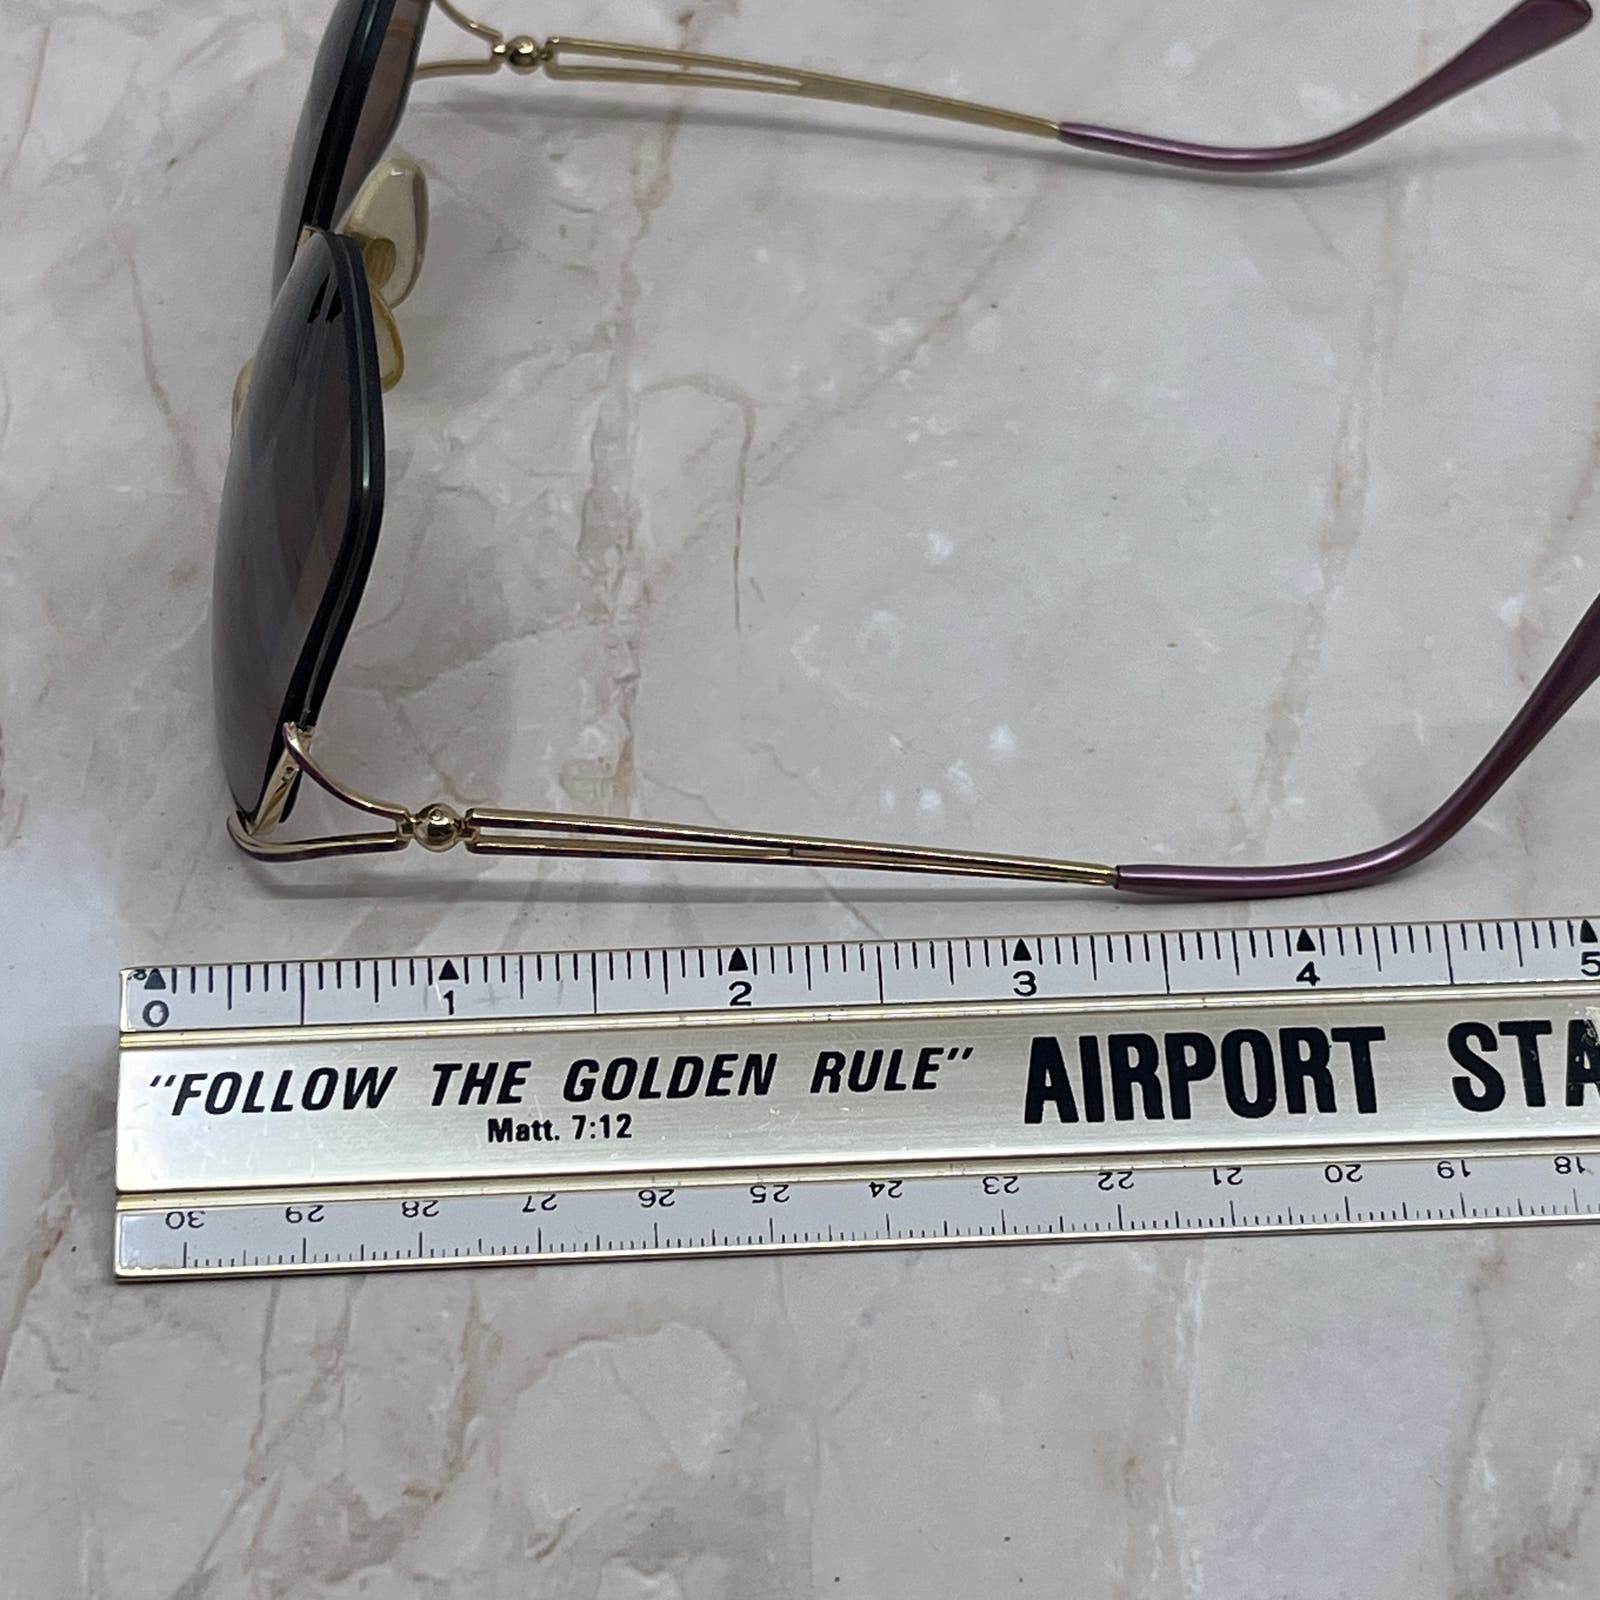 0 1 2 3 4 5
"FOLLOW THE GOLDEN RULE" AIRPORT STA
Matt. 7:12
30 29 28 27 26 25 24 23 22 21 20 19 18